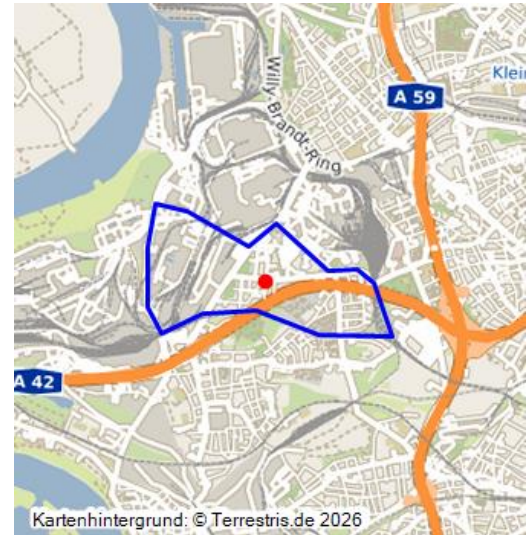 Willy-Brandt-Ring
Klei
A 59
A 42
Kartenhintergrund: © Terrestris.de 2026